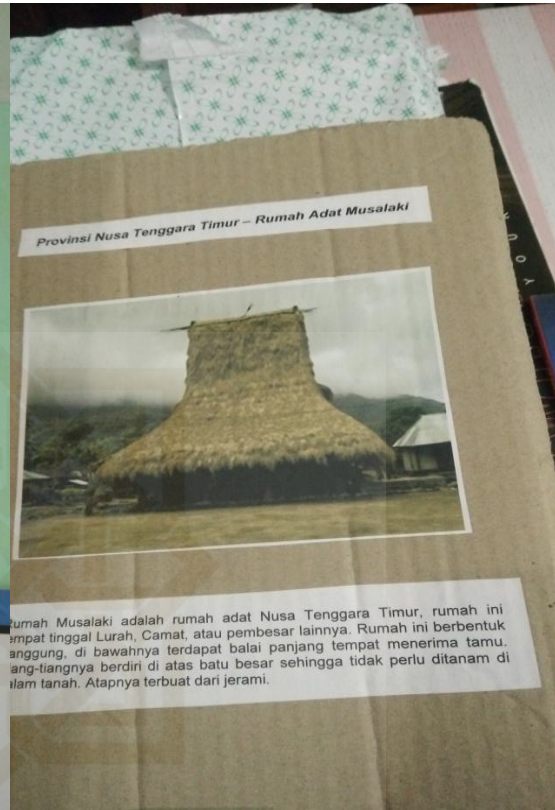 Provinsi Nusa Tenggara Timur – Rumah Adat Musalaki
Y O U
Rumah Musalaki adalah rumah adat Nusa Tenggara Timur, rumah ini
empat tinggal Lurah, Camat, atau pembesar lainnya. Rumah ini berbentuk
anggung, di bawahnya terdapat balai panjang tempat menerima tamu.
iang-tiangnya berdiri di atas batu besar sehingga tidak perlu ditanam di
alam tanah. Atapnya terbuat dari jerami.